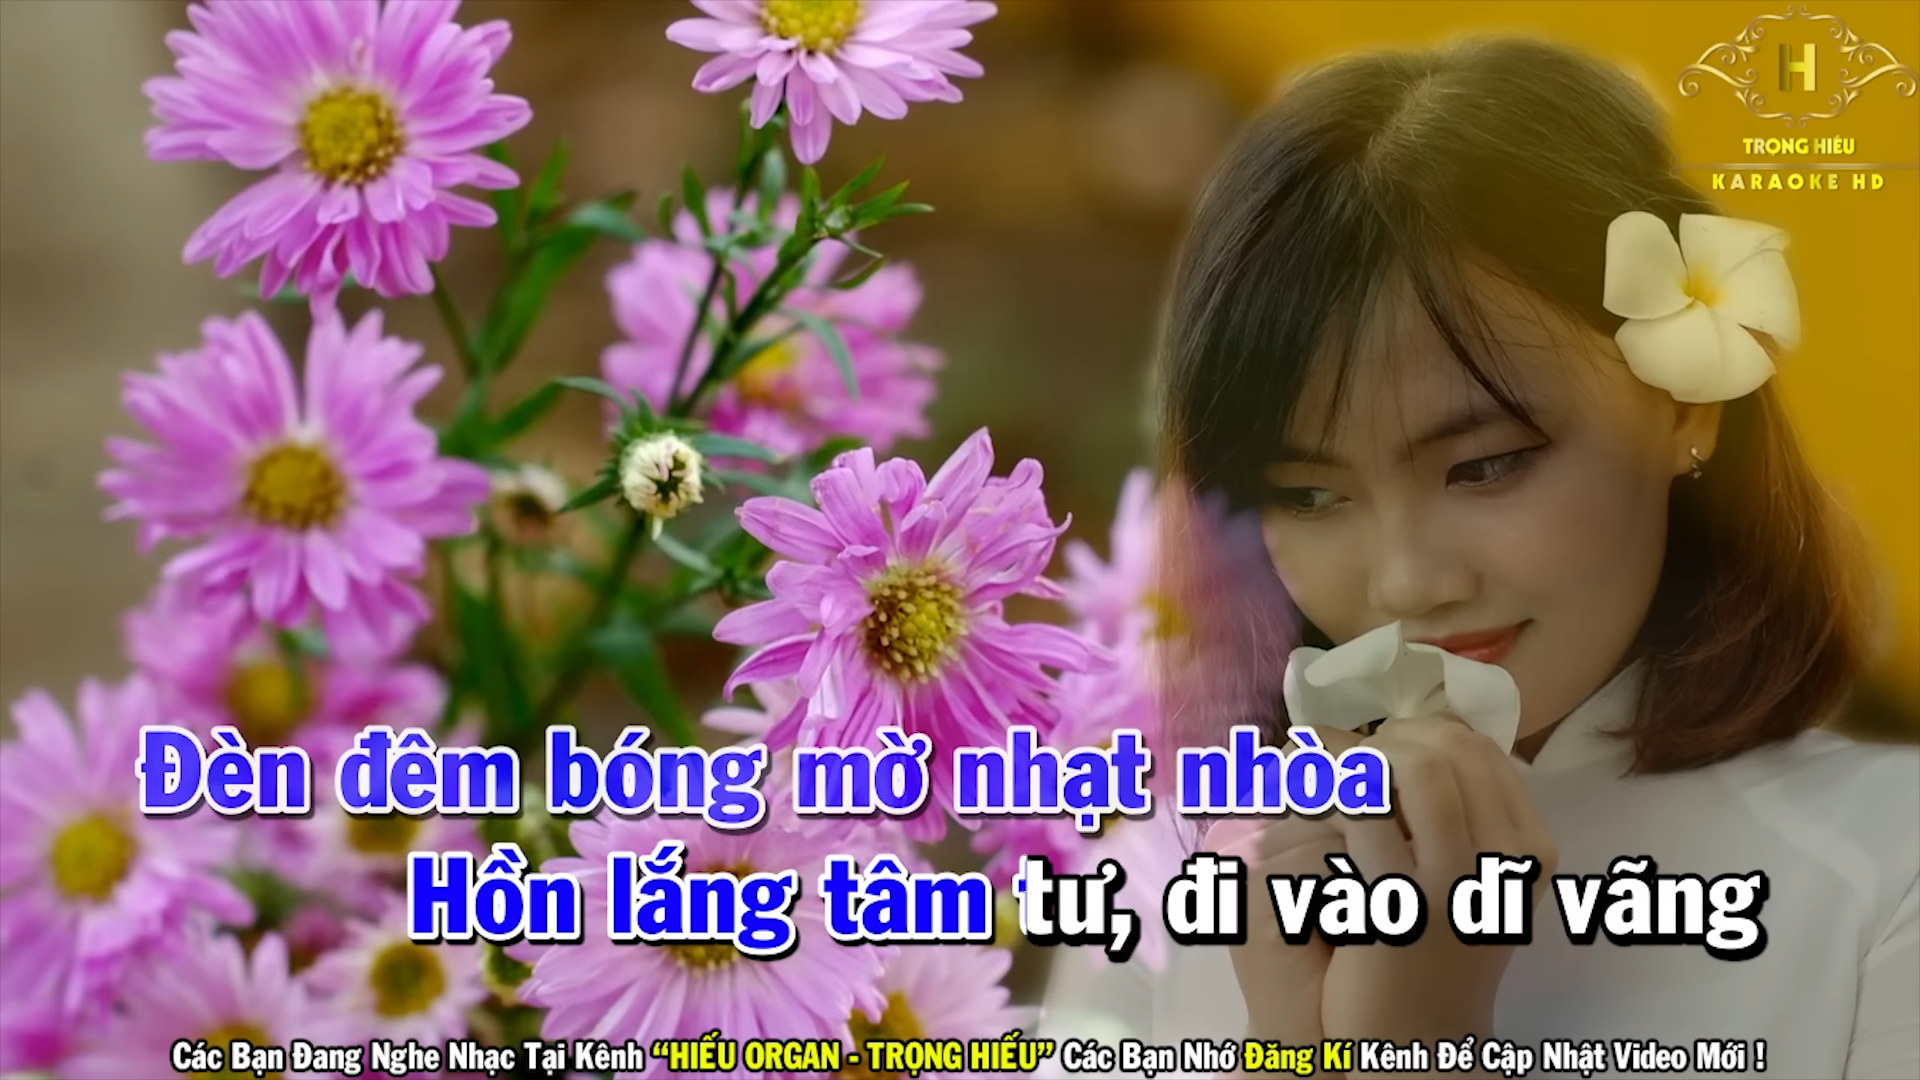 H
TRỌNG HIẾU
KARAOKE HD
Đèn đêm bóng mờ nhạt nhòa
Hồn lắng tâm tư, đi vào dĩ vãng
Các Bạn Đang Nghe Nhạc Tại Kênh “HIẾU ORGAN - TRỌNG HIẾU” Các Bạn Nhớ Đăng Kí Kênh Để Cập Nhật Video Mới !